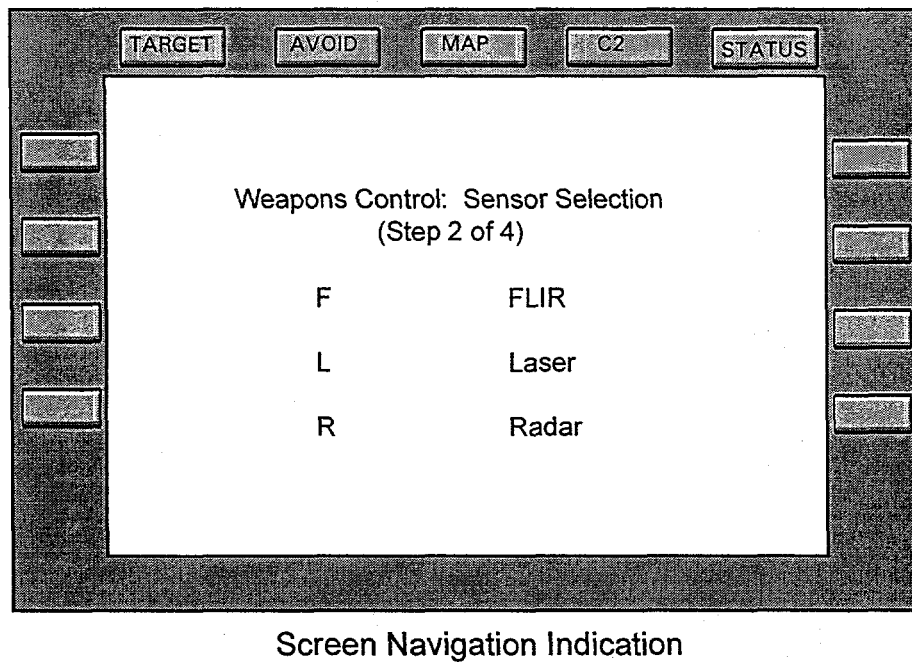 TARGET AVOID MAP C2 STATUS
Weapons Control: Sensor Selection
(Step 2 of 4)
F FLIR
L Laser
R Radar
Screen Navigation Indication